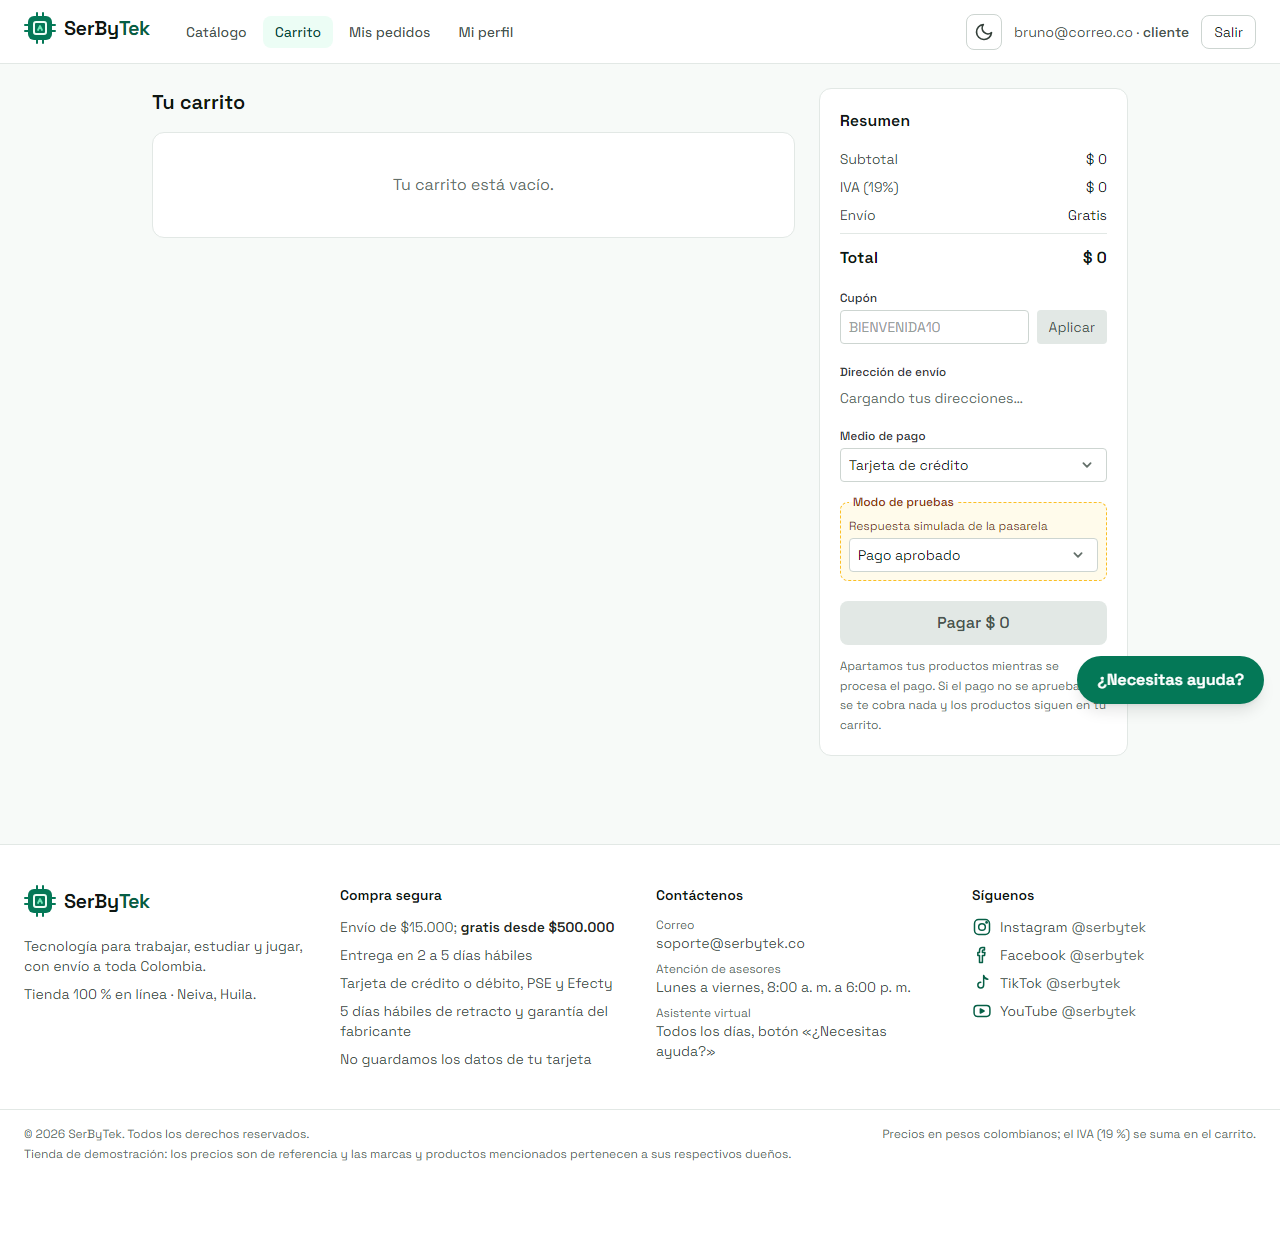 SerByTek
Catálogo
Carrito
Mis pedidos
Mi perfil
bruno@correo.co · cliente
Salir
Tu carrito
Tu carrito está vacío.
Resumen
Subtotal $ 0
IVA (19%) $ 0
Envío Gratis
Total $ 0
Cupón
BIENVENIDA10
Aplicar
Dirección de envío
Cargando tus direcciones…
Medio de pago
Tarjeta de crédito
Modo de pruebas
Respuesta simulada de la pasarela
Pago aprobado
Pagar $ 0
Apartamos tus productos mientras se
procesa el pago. Si el pago no se aprueba
se te cobra nada y los productos siguen en tu
carrito.
¿Necesitas ayuda?
SerByTek
Tecnología para trabajar, estudiar y jugar,
con envío a toda Colombia.
Tienda 100 % en línea · Neiva, Huila.
Compra segura
Envío de $15.000; gratis desde $500.000
Entrega en 2 a 5 días hábiles
Tarjeta de crédito o débito, PSE y Efecty
5 días hábiles de retracto y garantía del
fabricante
No guardamos los datos de tu tarjeta
Contáctenos
Correo
soporte@serbytek.co
Atención de asesores
Lunes a viernes, 8:00 a. m. a 6:00 p. m.
Asistente virtual
Todos los días, botón «¿Necesitas
ayuda?»
Síguenos
Instagram @serbytek
Facebook @serbytek
TikTok @serbytek
YouTube @serbytek
© 2026 SerByTek. Todos los derechos reservados.
Precios en pesos colombianos; el IVA (19 %) se suma en el carrito.
Tienda de demostración: los precios son de referencia y las marcas y productos mencionados pertenecen a sus respectivos dueños.